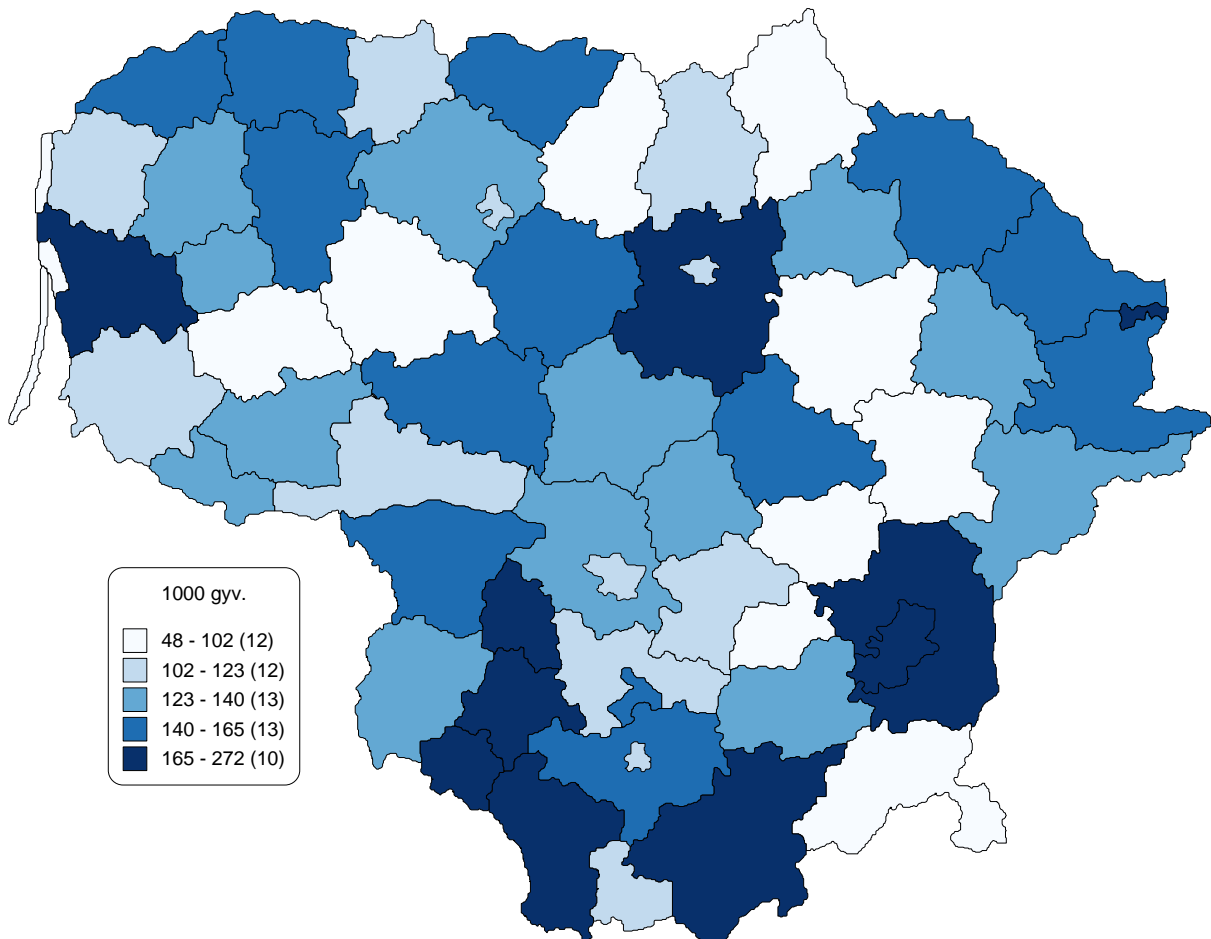 1000 gyv.
48 - 102 (12)
102 - 123 (12)
123 - 140 (13)
140 - 165 (13)
165 - 272 (10)